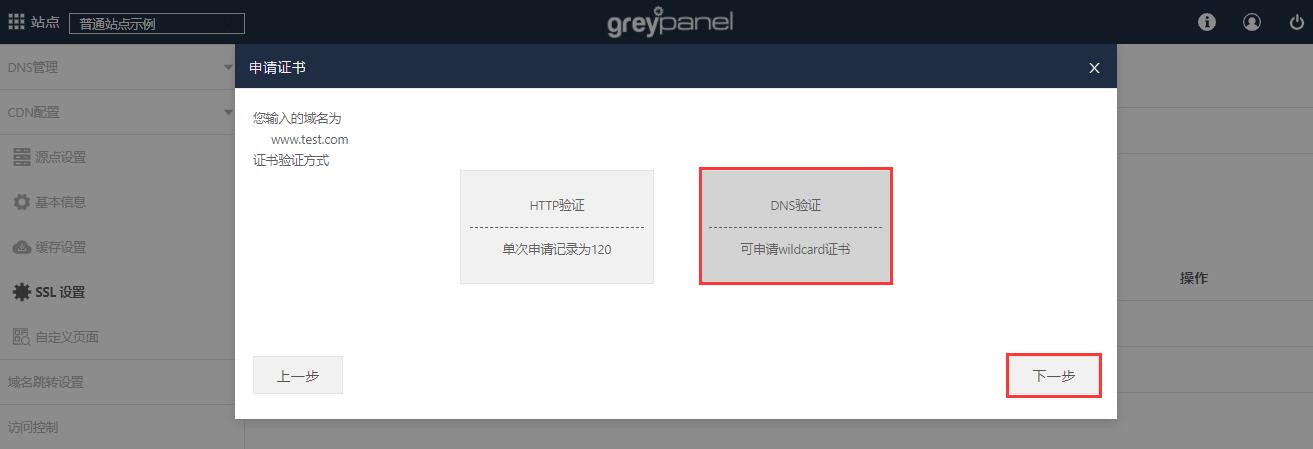 站点 普通站点示例
greypanel
DNS管理
CDN配置
源点设置
基本信息
缓存设置
SSL 设置
自定义页面
域名跳转设置
访问控制
申请证书
X
您输入的域名为
www.test.com
证书验证方式
HTTP验证
单次申请记录为120
DNS验证
可申请wildcard证书
上一步
下一步
操作